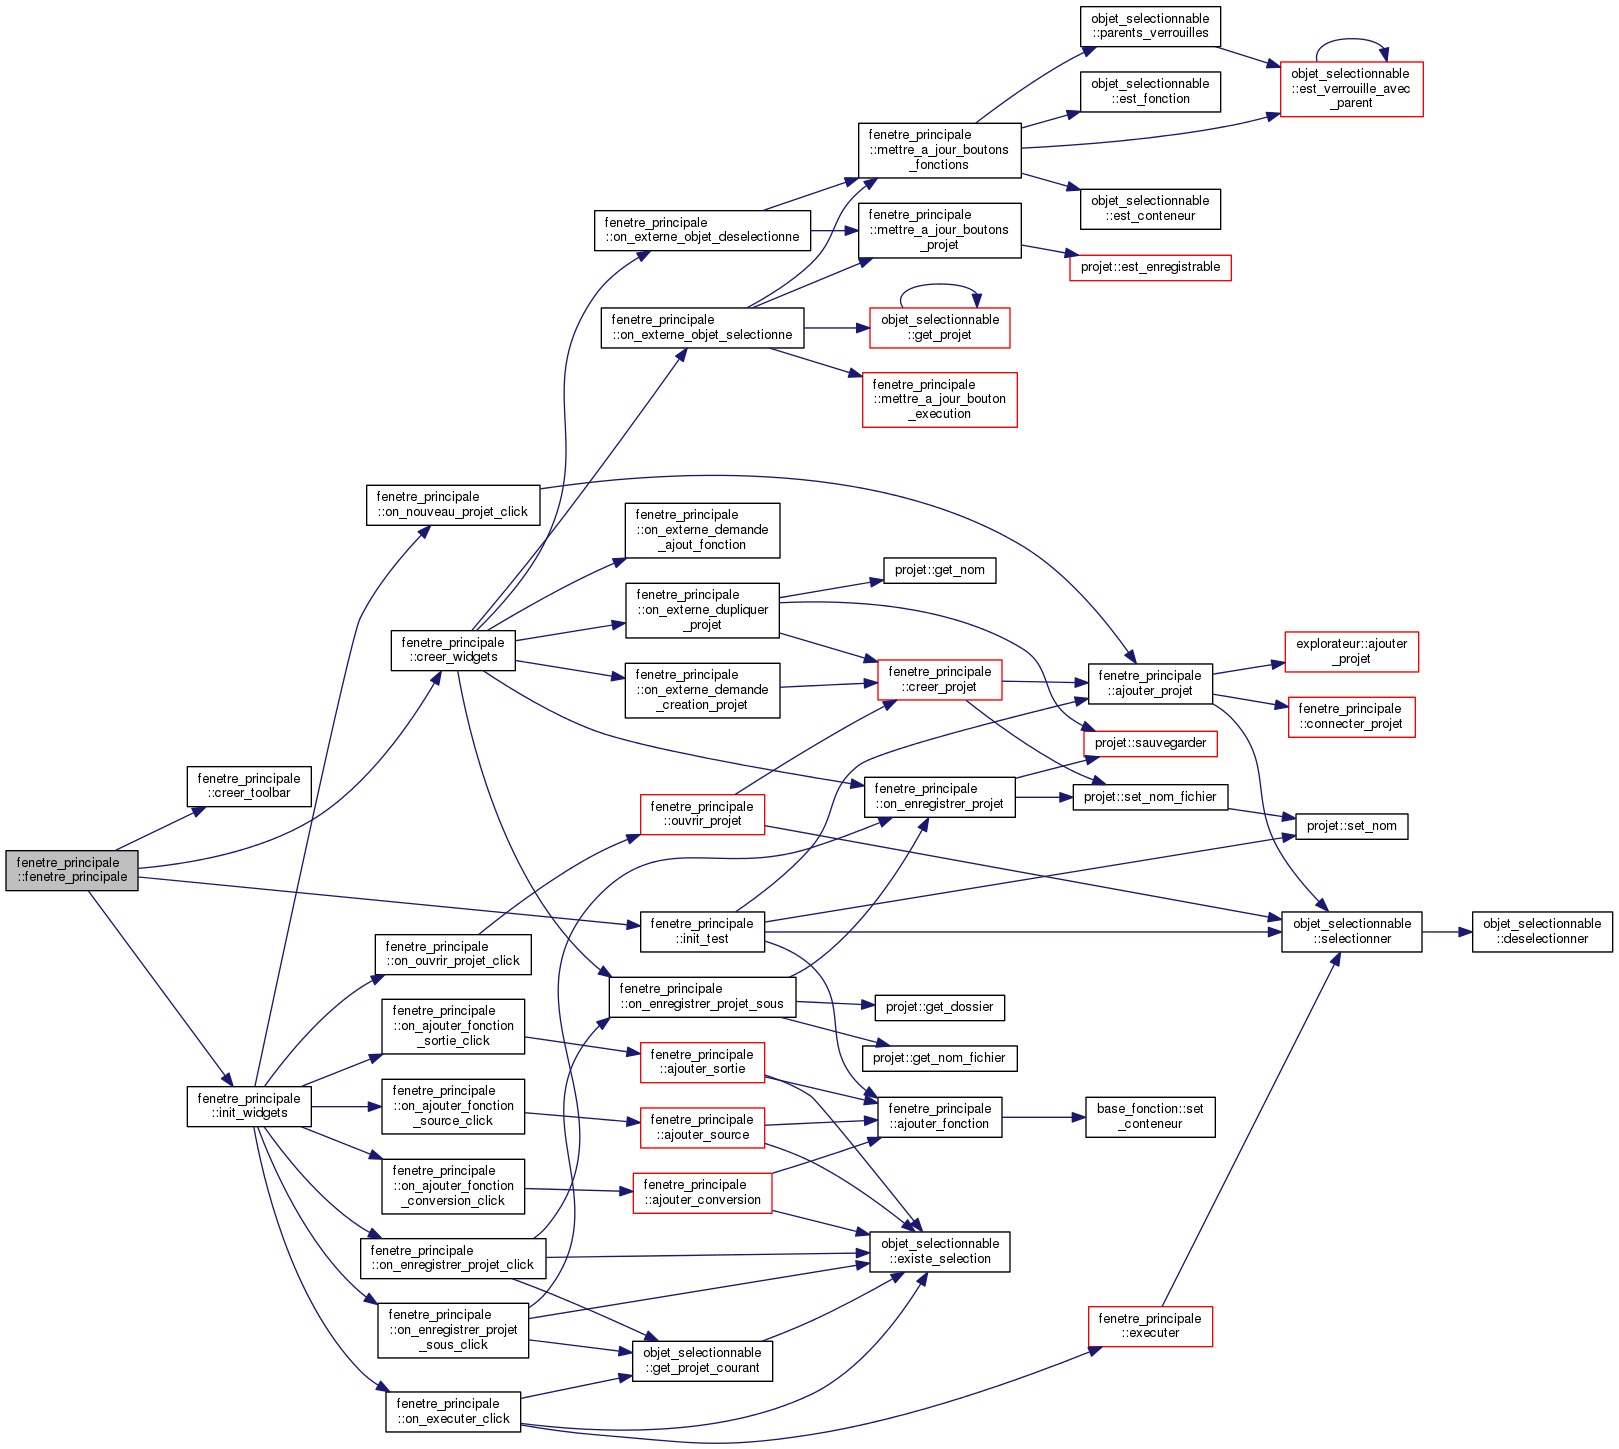 objet_selectionnable
::parents_verrouilles
objet_selectionnable
::est_verrouille_avec
_parent
objet_selectionnable
::est_fonction
fenetre_principale
::mettre_a_jour_boutons
_fonctions
objet_selectionnable
::est_conteneur
fenetre_principale
::on_externe_objet_deselectionne
fenetre_principale
::mettre_a_jour_boutons
_projet
projet::est_enregistrable
fenetre_principale
::on_externe_objet_selectionne
objet_selectionnable
::get_projet
fenetre_principale
::mettre_a_jour_bouton
_execution
fenetre_principale
::on_nouveau_projet_click
fenetre_principale
::on_externe_demande
_ajout_fonction
projet::get_nom
fenetre_principale
::on_externe_dupliquer
_projet
fenetre_principale
::creer_widgets
explorateur::ajouter
_projet
fenetre_principale
::on_externe_demande
_creation_projet
fenetre_principale
::creer_projet
fenetre_principale
::ajouter_projet
fenetre_principale
::connecter_projet
projet::sauvegarder
fenetre_principale
::creer_toolbar
fenetre_principale
::on_enregistrer_projet
projet::set_nom_fichier
fenetre_principale
::ouvrir_projet
projet::set_nom
fenetre_principale
::fenetre_principale
fenetre_principale
::init_test
objet_selectionnable
::selectionner
objet_selectionnable
::deselectionner
fenetre_principale
::on_ouvrir_projet_click
fenetre_principale
::on_enregistrer_projet_sous
projet::get_dossier
fenetre_principale
::on_ajouter_fonction
_sortie_click
projet::get_nom_fichier
fenetre_principale
::ajouter_sortie
fenetre_principale
::init_widgets
fenetre_principale
::on_ajouter_fonction
_source_click
fenetre_principale
::ajouter_source
fenetre_principale
::ajouter_fonction
base_fonction::set
_conteneur
fenetre_principale
::on_ajouter_fonction
_conversion_click
fenetre_principale
::ajouter_conversion
fenetre_principale
::on_enregistrer_projet_click
objet_selectionnable
::existe_selection
fenetre_principale
::on_enregistrer_projet
_sous_click
objet_selectionnable
::get_projet_courant
fenetre_principale
::executer
fenetre_principale
::on_executer_click